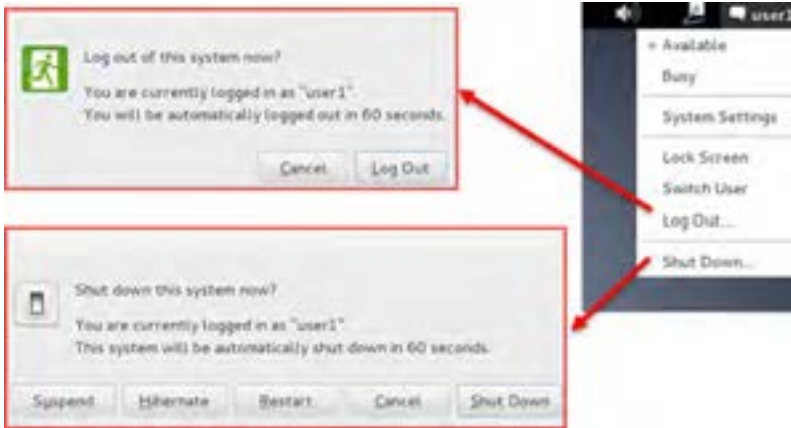 Log out of this system now?
You are currently logged in as "user1".
You will be automatically logged out in 60 seconds.
Cancel
Log Out
user1
Available
Busy
System Settings
Lock Screen
Switch User
Log Out...
Shut Down...
Shut down this system now?
You are currently logged in as "user1"
This system will be automatically shut down in 60 seconds.
Suspend
Hibernate
Restart
Cancel
Shut Down